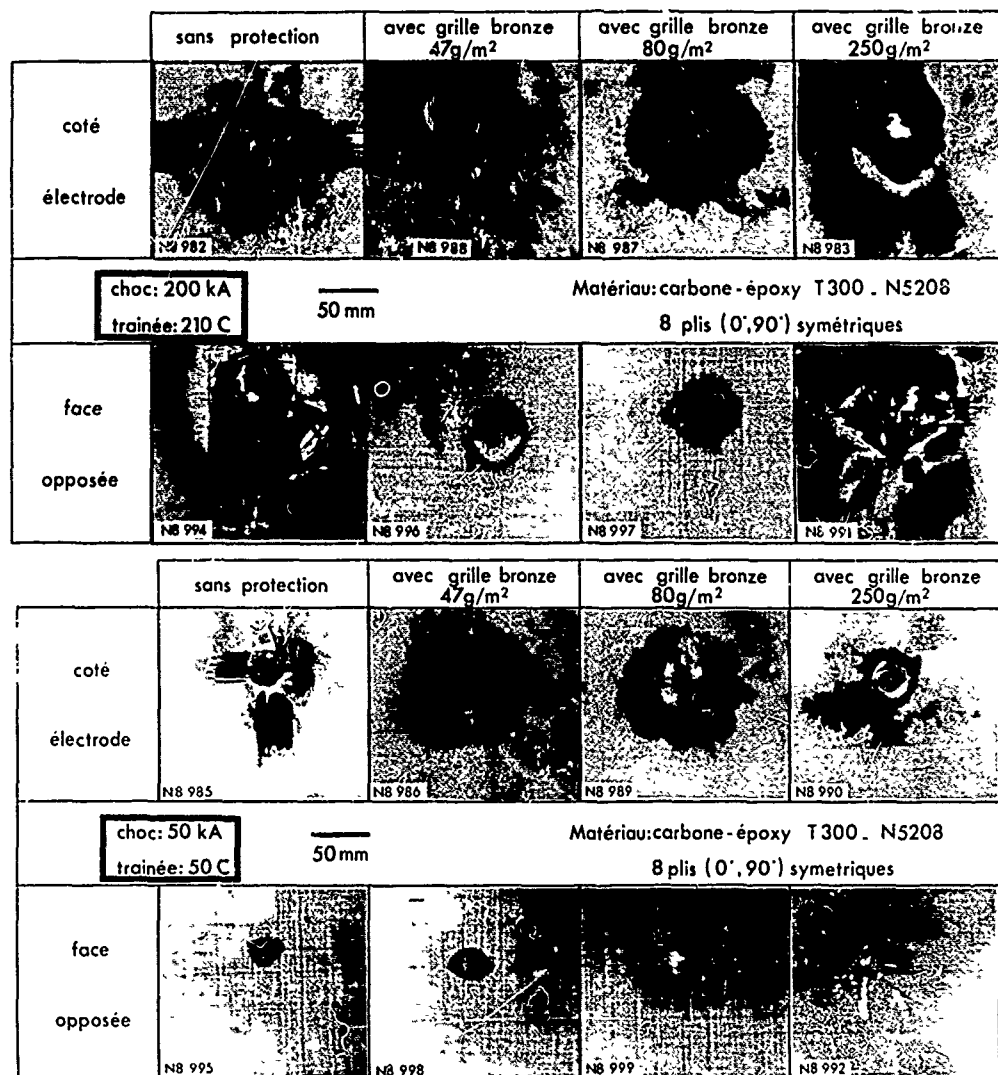 sans protection
avec grille bronze
47g/m²
avec grille bronze
80g/m²
avec grille bronze
250g/m²
coté
électrode
N8 982
N8 988
N8 987
N8 983
choc: 200 kA
trainée: 210 C
50 mm
Matériau: carbone-époxy T300 _ N5208
8 plis (0°,90°) symétriques
face
opposée
N8 994
N8 996
N8 997
N8 991
sans protection
avec grille bronze
47g/m²
avec grille bronze
80g/m²
avec grille bronze
250g/m²
coté
électrode
N8 985
N8 986
N8 989
N8 990
choc: 50 kA
trainée: 50 C
50 mm
Matériau: carbone-époxy T300 _ N5208
8 plis (0°,90°) symetriques
face
opposée
N8 995
N8 998
N8 999
N8 992